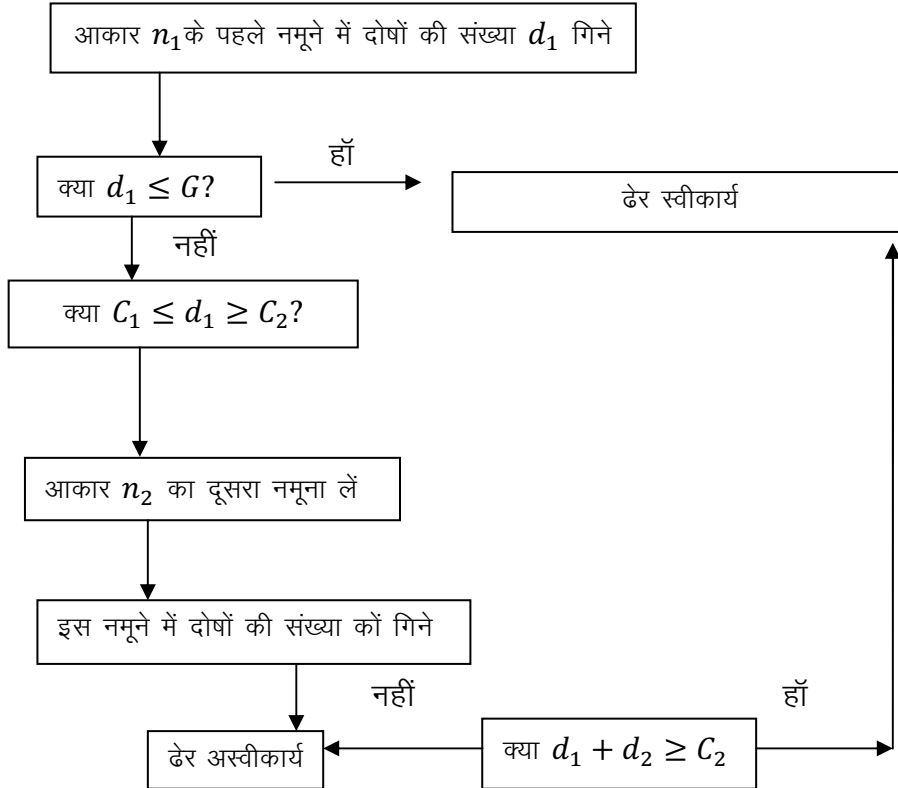 आकार n₁के पहले नमूने में दोषों की संख्या d₁ गिने
हॉ
क्या d₁ ≤ G?
ढेर स्वीकार्य
नहीं
क्या C₁ ≤ d₁ ≥ C₂?
आकार n₂ का दूसरा नमूना लें
इस नमूने में दोषों की संख्या कों गिने
नहीं
हॉ
ढेर अस्वीकार्य
क्या d₁ + d₂ ≥ C₂